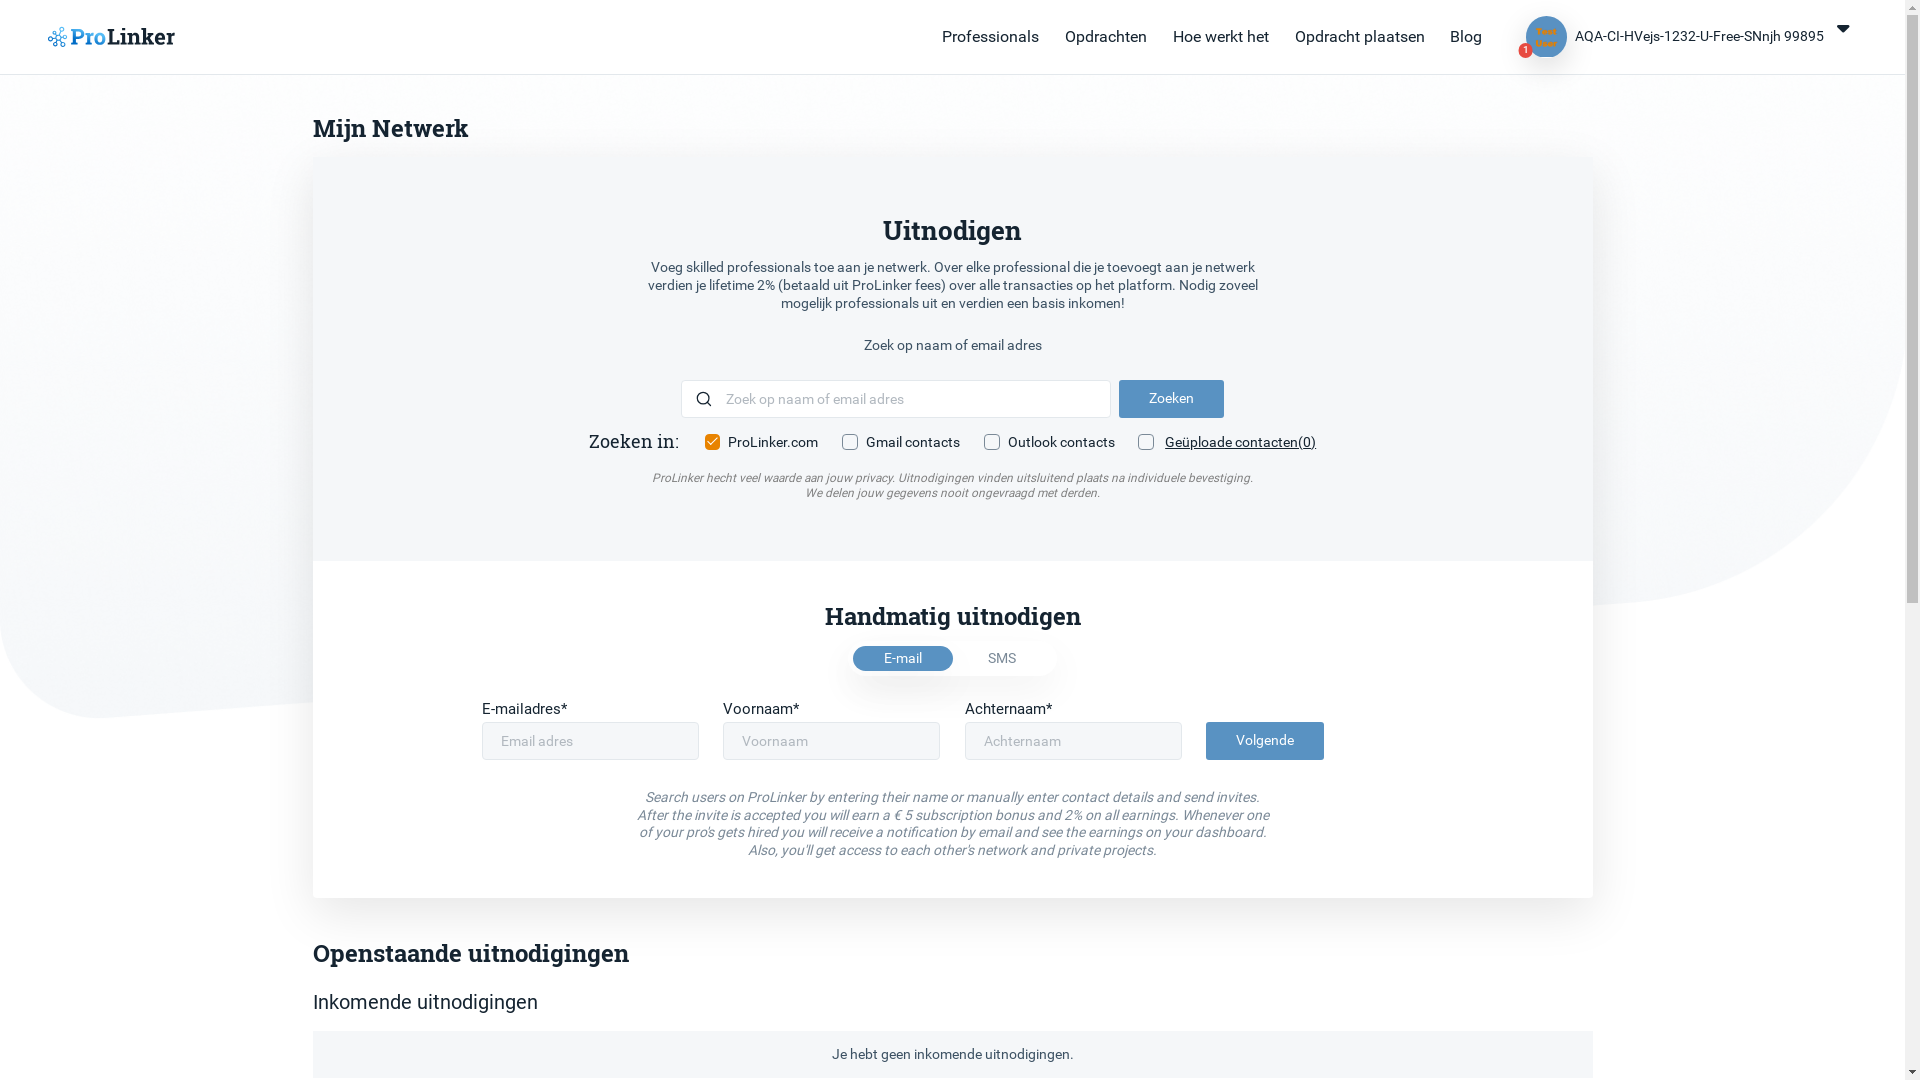 ProLinker
Professionals Opdrachten Hoe werkt het Opdracht plaatsen Blog
Test User
1
AQA-CI-HVejs-1232-U-Free-SNnjh 99895
Mijn Netwerk
Uitnodigen
Voeg skilled professionals toe aan je netwerk. Over elke professional die je toevoegt aan je netwerk
verdien je lifetime 2% (betaald uit ProLinker fees) over alle transacties op het platform. Nodig zoveel
mogelijk professionals uit en verdien een basis inkomen!
Zoek op naam of email adres
Zoek op naam of email adres Zoeken
Zoeken in: ProLinker.com Gmail contacts Outlook contacts Geüploade contacten(0)
ProLinker hecht veel waarde aan jouw privacy. Uitnodigingen vinden uitsluitend plaats na individuele bevestiging.
We delen jouw gegevens nooit ongevraagd met derden.
Handmatig uitnodigen
E-mail SMS
E-mailadres* Voornaam* Achternaam*
Email adres Voornaam Achternaam Volgende
Search users on ProLinker by entering their name or manually enter contact details and send invites.
After the invite is accepted you will earn a € 5 subscription bonus and 2% on all earnings. Whenever one
of your pro's gets hired you will receive a notification by email and see the earnings on your dashboard.
Also, you'll get access to each other's network and private projects.
Openstaande uitnodigingen
Inkomende uitnodigingen
Je hebt geen inkomende uitnodigingen.